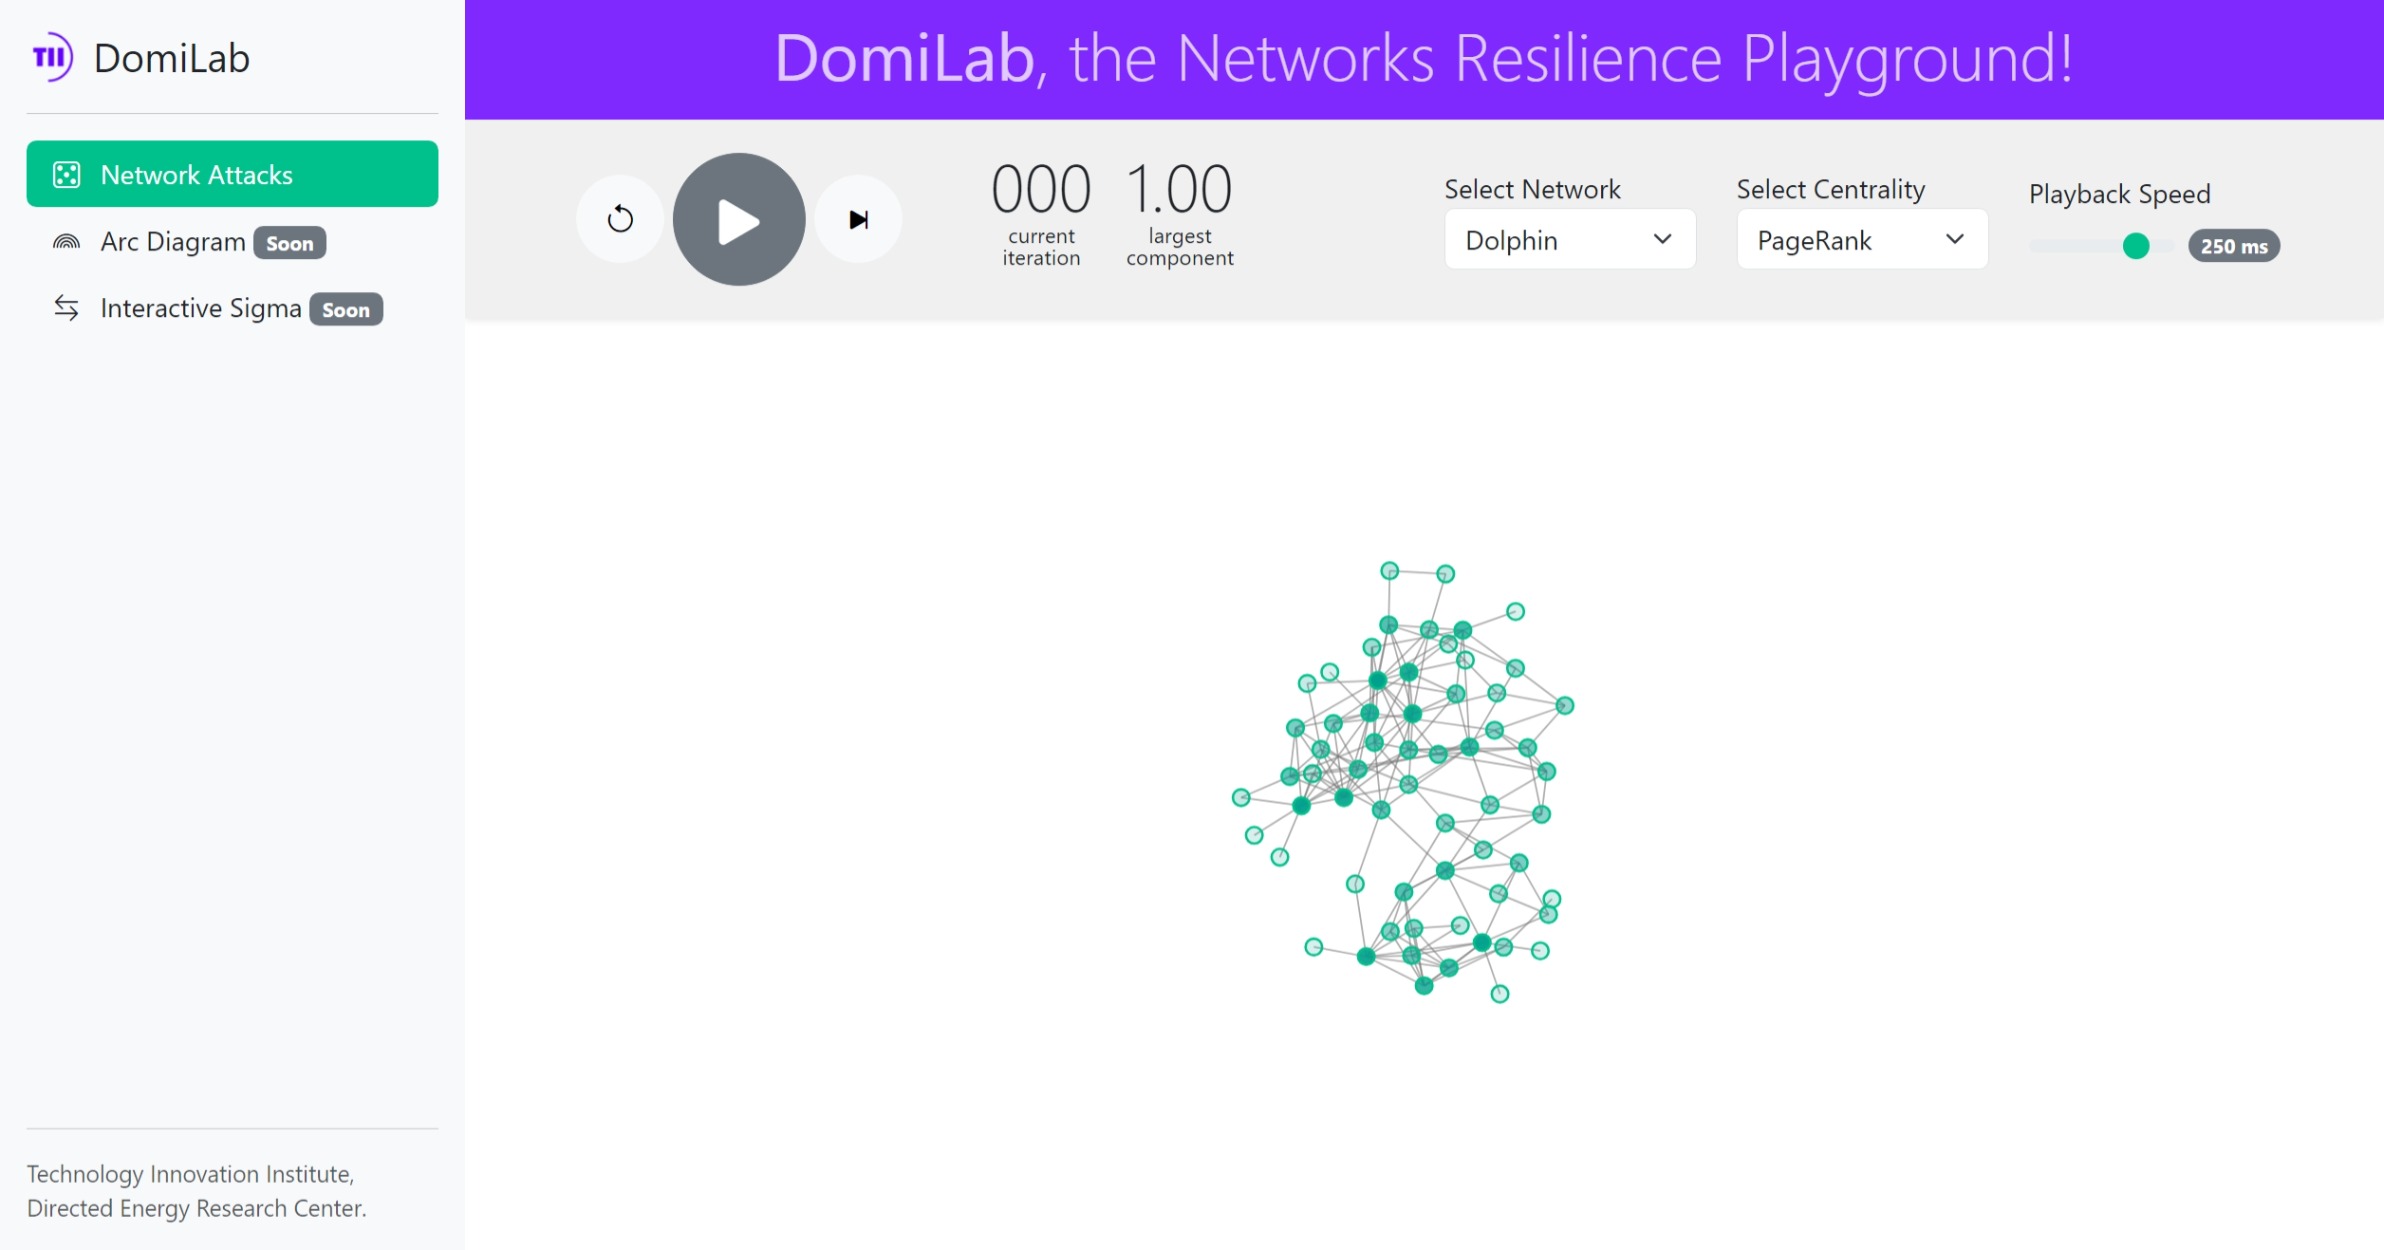 TII DomiLab
Network Attacks
Arc Diagram Soon
Interactive Sigma Soon
Technology Innovation Institute,
Directed Energy Research Center.
DomiLab, the Networks Resilience Playground!
000
current
iteration
1.00
largest
component
Select Network
Dolphin
Select Centrality
PageRank
Playback Speed
250 ms